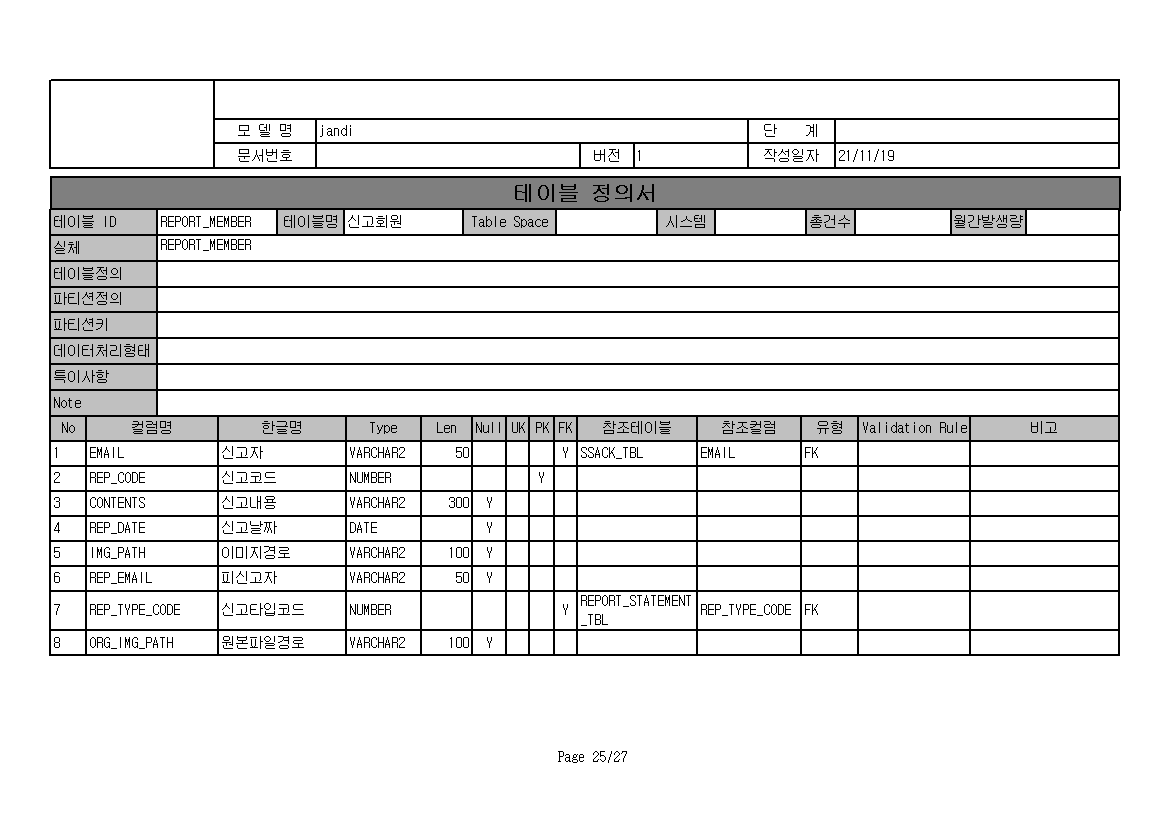 모 델 명 jandi 단 계
문서번호 버전 1 작성일자 21/11/19
테이블 정의서
테이블 ID REPORT_MEMBER 테이블명 신고회원 Table Space 시스템 총건수 월간발생량
실체 REPORT_MEMBER
테이블정의
파티션정의
파티션키
데이터처리형태
특이사항
Note
No 컬럼명 한글명 Type Len Null UK PK FK 참조테이블 참조컬럼 유형 Validation Rule 비고
1 EMAIL 신고자 VARCHAR2 50 Y SSACK_TBL EMAIL FK
2 REP_CODE 신고코드 NUMBER Y
3 CONTENTS 신고내용 VARCHAR2 300 Y
4 REP_DATE 신고날짜 DATE Y
5 IMG_PATH 이미지경로 VARCHAR2 100 Y
6 REP_EMAIL 피신고자 VARCHAR2 50 Y
7 REP_TYPE_CODE 신고타입코드 NUMBER Y REPORT_STATEMENT
_TBL REP_TYPE_CODE FK
8 ORG_IMG_PATH 원본파일경로 VARCHAR2 100 Y
Page 25/27